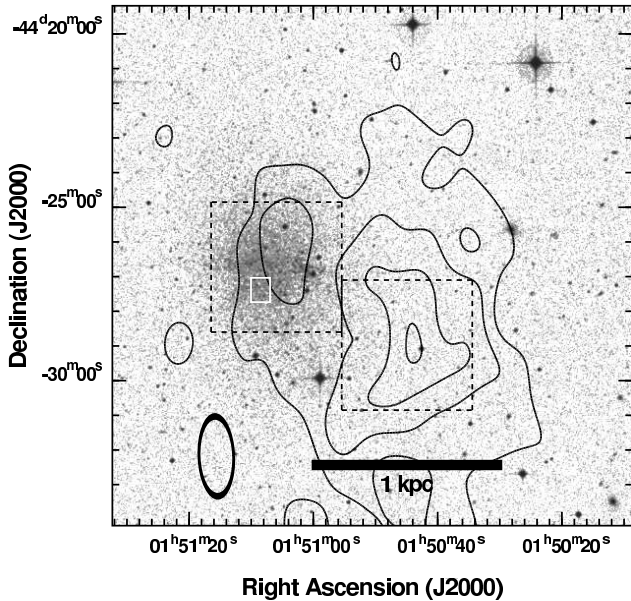 -44ᵈ20ᵐ00ˢ
-25ᵐ00ˢ
-30ᵐ00ˢ
Declination (J2000)
1 kpc
01ʰ51ᵐ20ˢ 01ʰ51ᵐ00ˢ 01ʰ50ᵐ40ˢ 01ʰ50ᵐ20ˢ
Right Ascension (J2000)